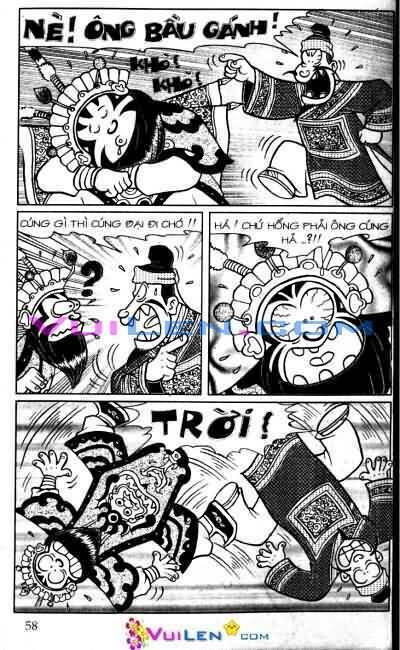 NÈ! ÔNG BẦU GÁNH!
KHÒ!
KHÒ!
CÚNG GÌ THÌ CÚNG ĐẠI ĐI CHỚ !!
?
HÁ ! CHỨ HỔNG PHẢI ÔNG CÚNG
HẢ ..?!!
VUILEN.COM
TRỜI!
58
VUILEN.COM